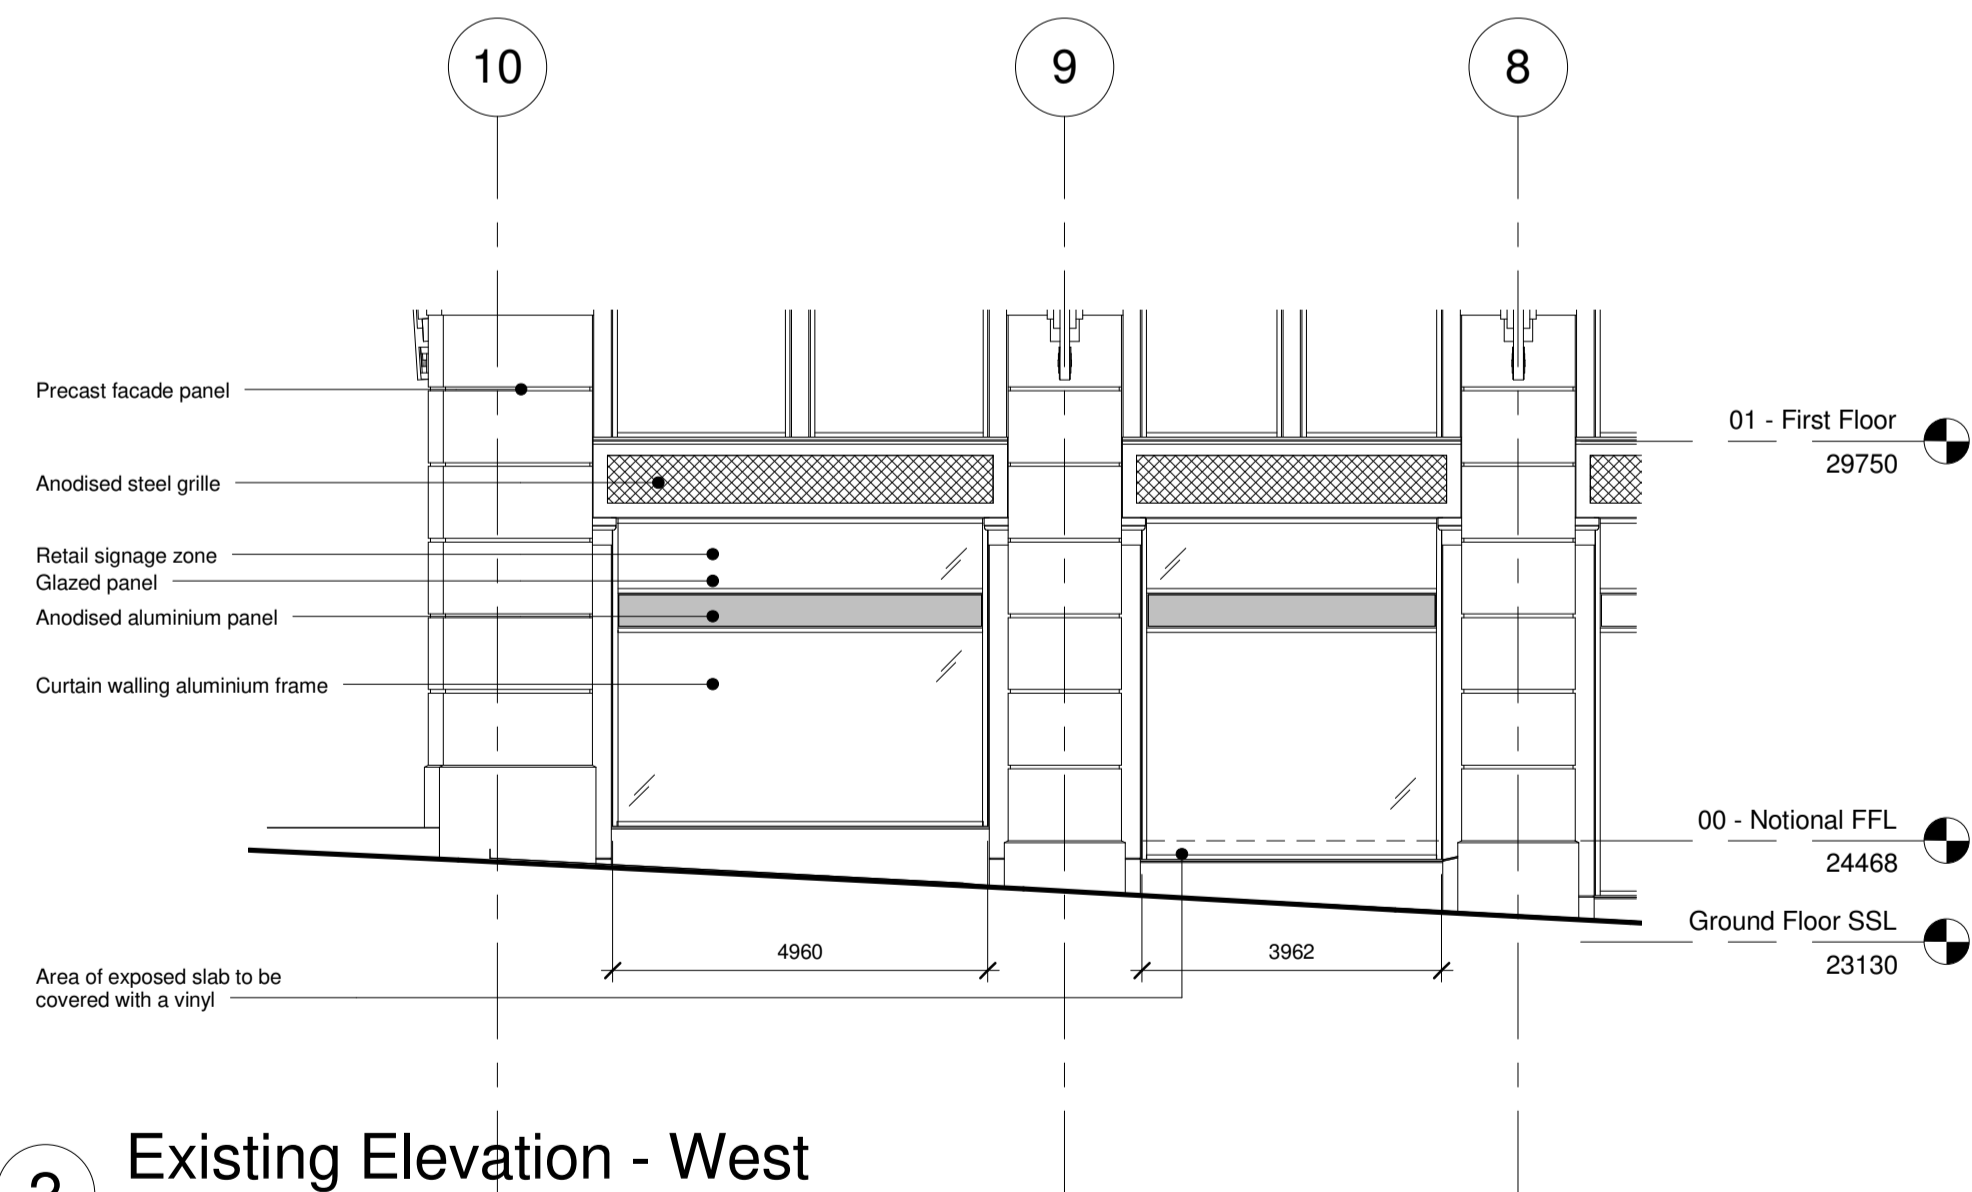 10
9
8
Precast facade panel
01 - First Floor
29750
Anodised steel grille
Retail signage zone
Glazed panel
Anodised aluminium panel
Curtain walling aluminium frame
00 - Notional FFL
24468
Ground Floor SSL
23130
4960
3962
Area of exposed slab to be
covered with a vinyl
Existing Elevation - West